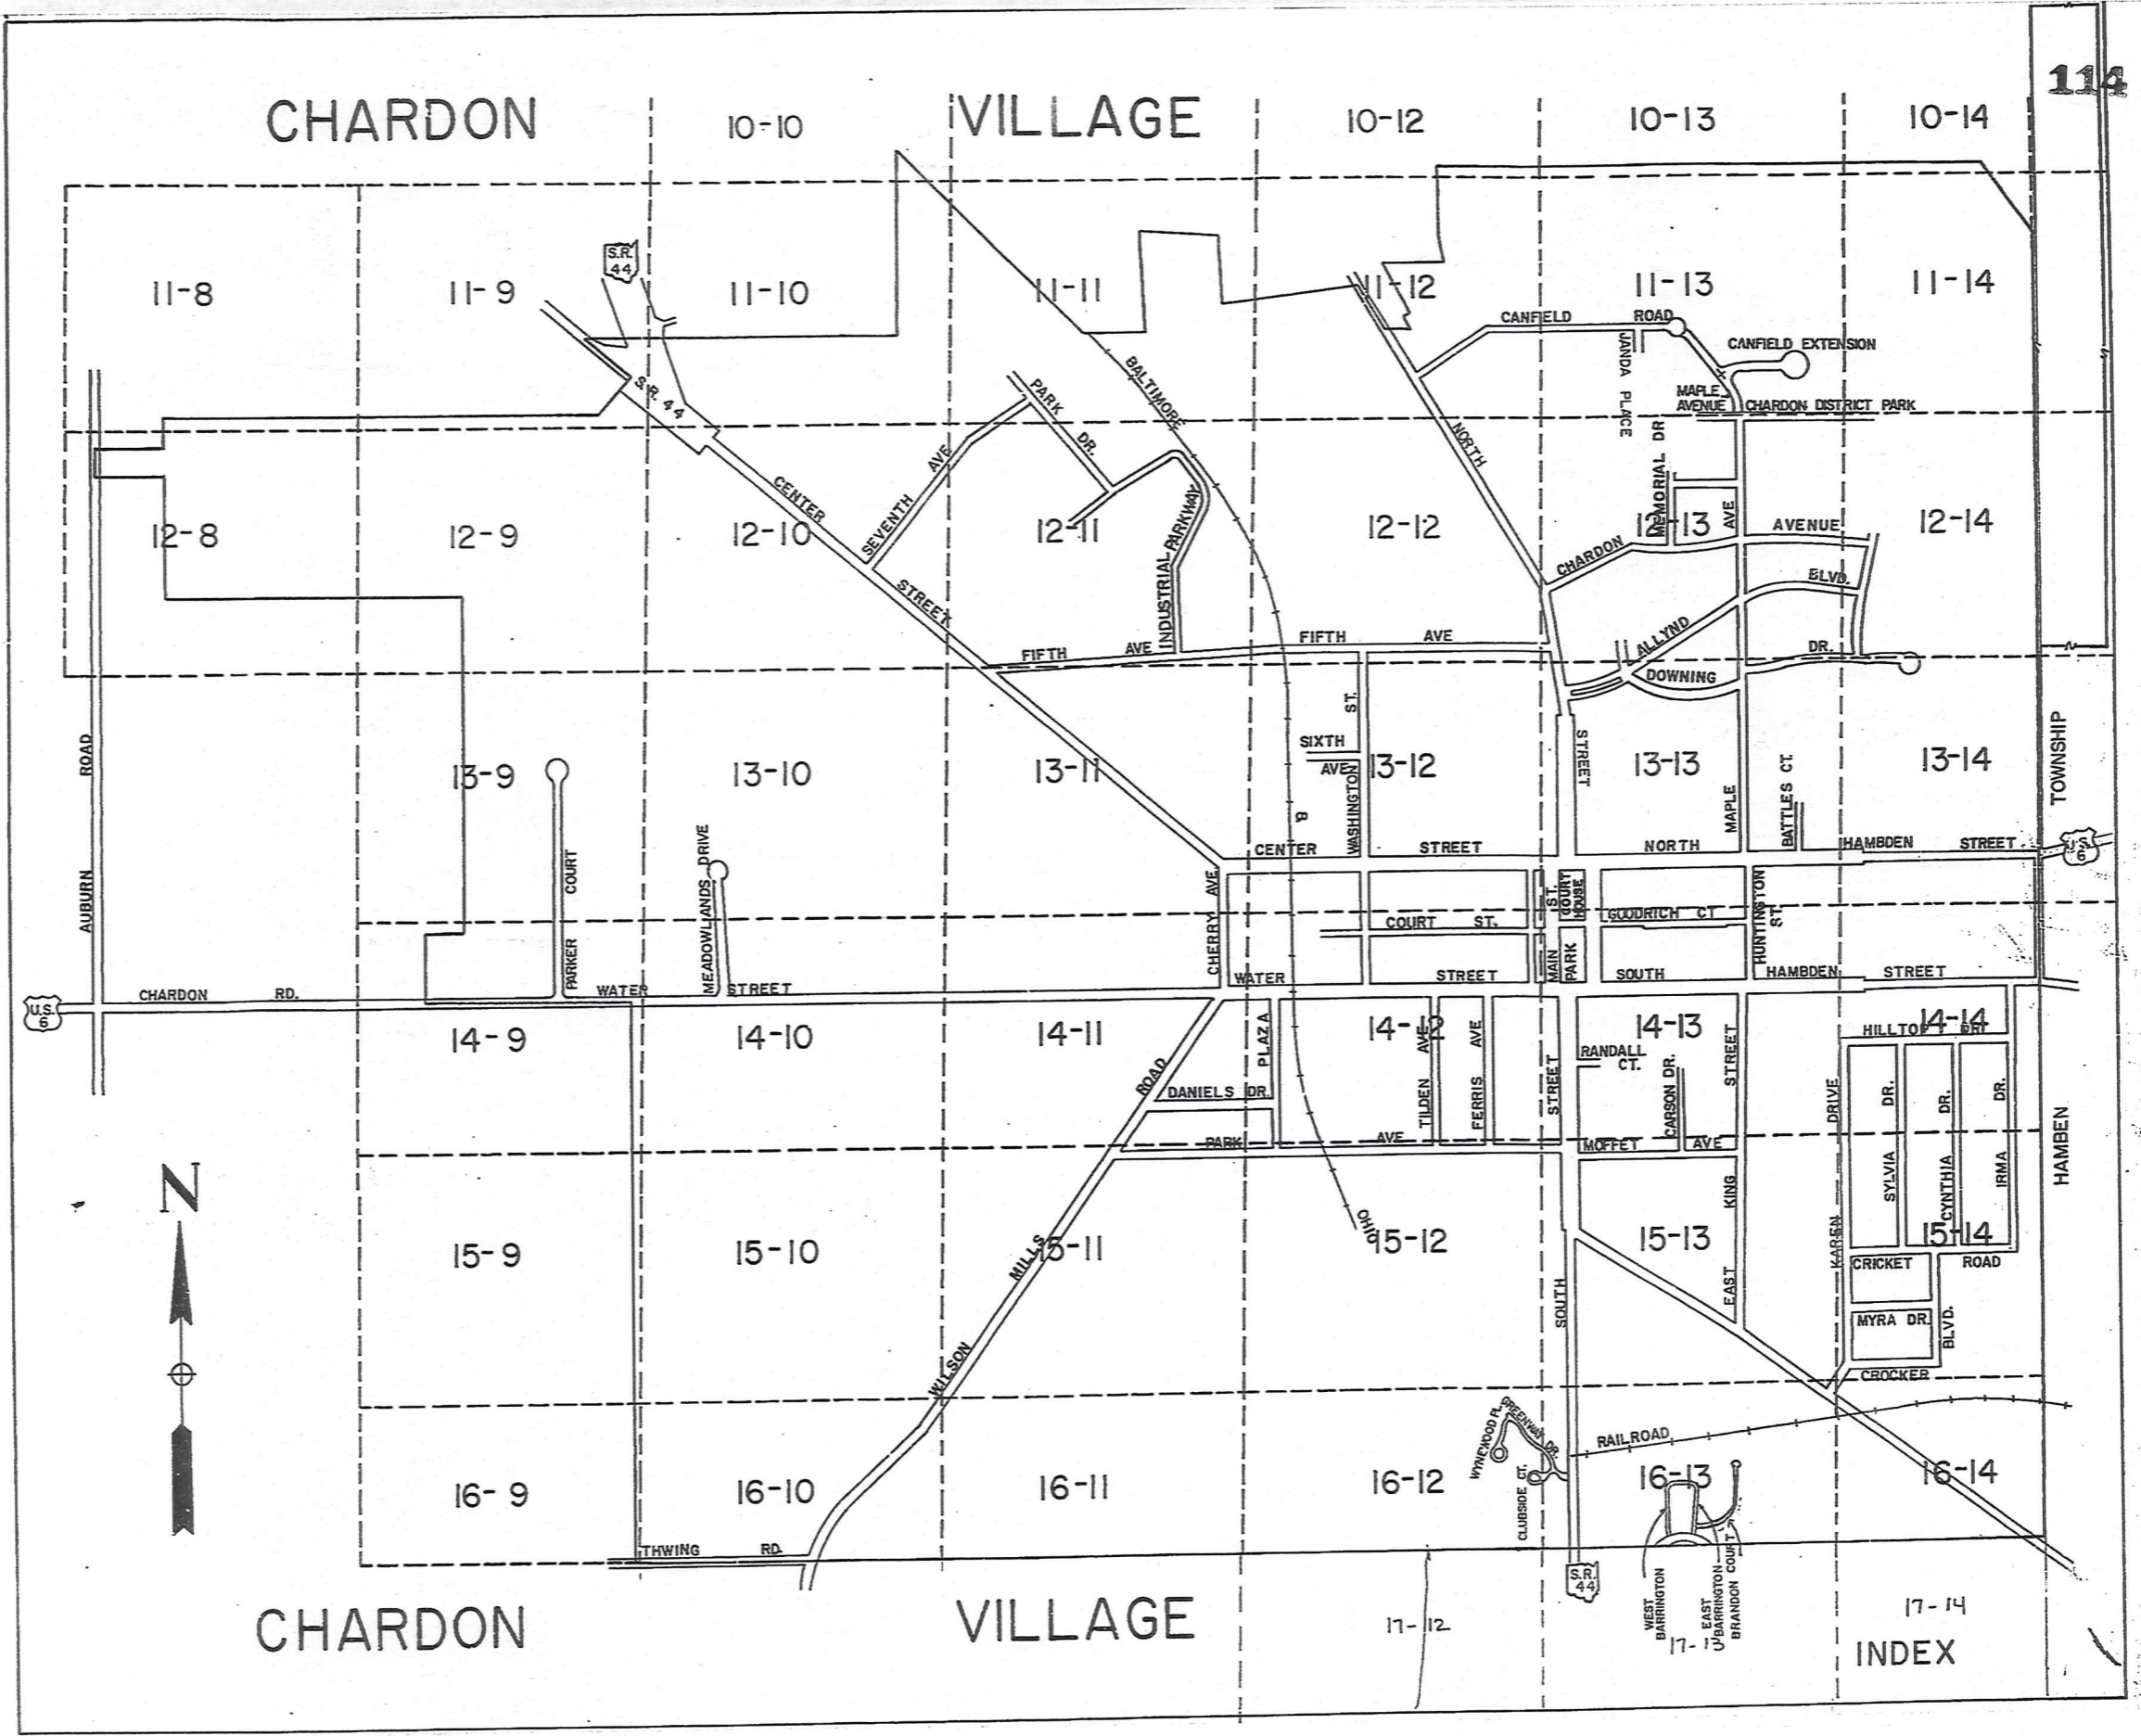 114
CHARDON VILLAGE
10-10
10-12
10-13
10-14
S.R.
44
11-8
11-9
11-10
11-11
11-12
11-13
11-14
CANFIELD ROAD
JANDA PLACE
CANFIELD EXTENSION
MAPLE
AVENUE
CHARDON DISTRICT PARK
S.R. 44
PARK DR.
BALTIMORE
NORTH
MEMORIAL DR
CENTER
SEVENTH AVE
STREET
INDUSTRIAL PARKWAY
12-8
12-9
12-10
12-11
12-12
12-13
12-14
CHARDON
AVE
AVENUE
BLVD.
ALLYND
DR.
DOWNING
FIFTH AVE
FIFTH AVE
ST.
SIXTH
AVE
WASHINGTON
STREET
ROAD
AUBURN
13-9
13-10
13-11
13-12
13-13
13-14
TOWNSHIP
MAPLE
BATTLES CT.
&
PARKER COURT
MEADOWLANDS DRIVE
CENTER STREET
NORTH
HAMBDEN STREET
U.S.
6
CHERRY AVE.
ST.
COURT
HOUSE
COURT ST.
GOODRICH CT
HUNTINGTON
ST.
MAIN
PARK
WATER STREET
SOUTH HAMBDEN STREET
CHARDON RD.
WATER STREET
U.S.
6
14-9
14-10
14-11
14-12
14-13
14-14
PLAZA
TILDEN AVE
FERRIS AVE
STREET
RANDALL
CT.
CARSON DR.
STREET
HILLTOP DR.
DANIELS DR.
ROAD
PARK AVE
MOFFET AVE
DRIVE
SYLVIA DR.
CYNTHIA DR.
IRMA DR.
HAMBEN
N
15-9
15-10
15-11
15-12
15-13
15-14
MILLS
OHIO
EAST KING
KAREN
CRICKET ROAD
MYRA DR.
BLVD.
SOUTH
WILSON
CROCKER
WYNEWOOD PL.
GREENWAY DR.
CLUBSIDE CT.
RAILROAD
16-9
16-10
16-11
16-12
16-13
16-14
THWING RD.
S.R.
44
WEST
BARRINGTON
EAST
BARRINGTON
BRANDON COURT
17-12
17-13
17-14
CHARDON VILLAGE
INDEX